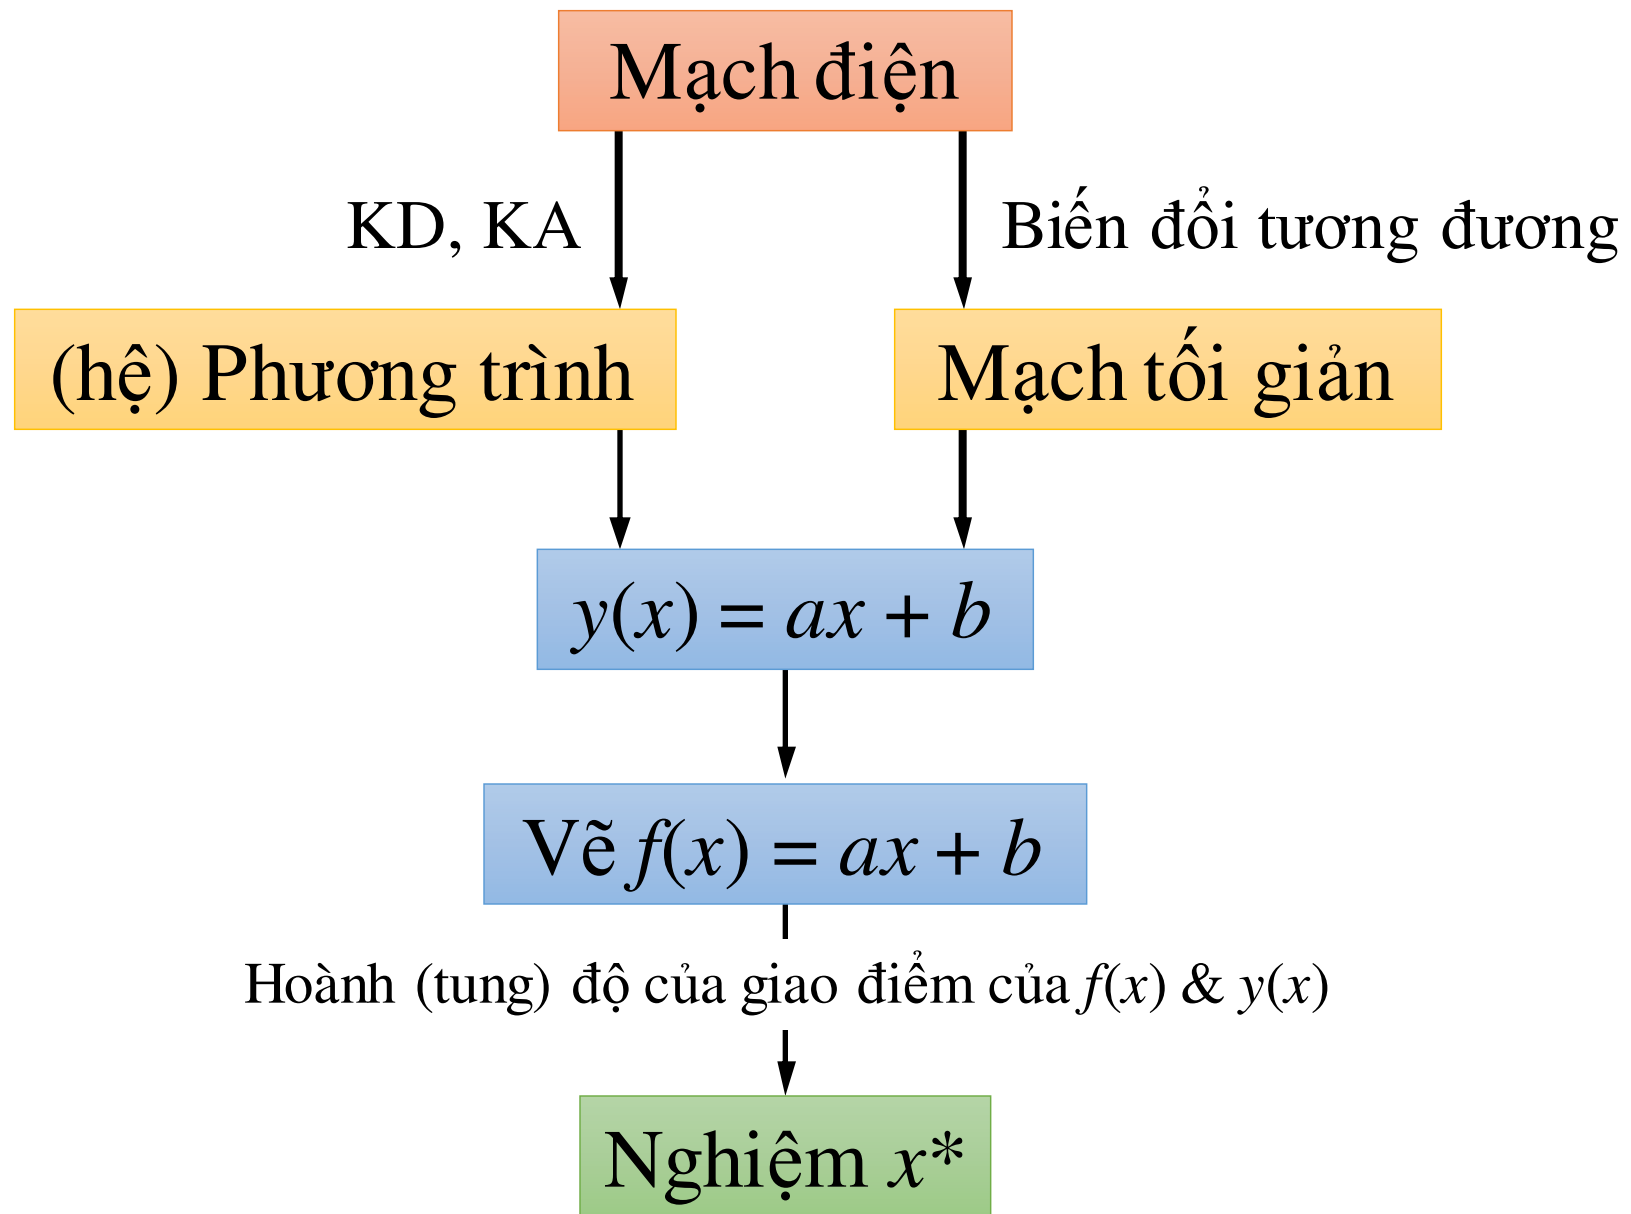 Mạch điện
KD, KA
Biến đổi tương đương
(hệ) Phương trình
Mạch tối giản
y(x) = ax + b
Vẽ f(x) = ax + b
Hoành (tung) độ của giao điểm của f(x) & y(x)
Nghiệm x*